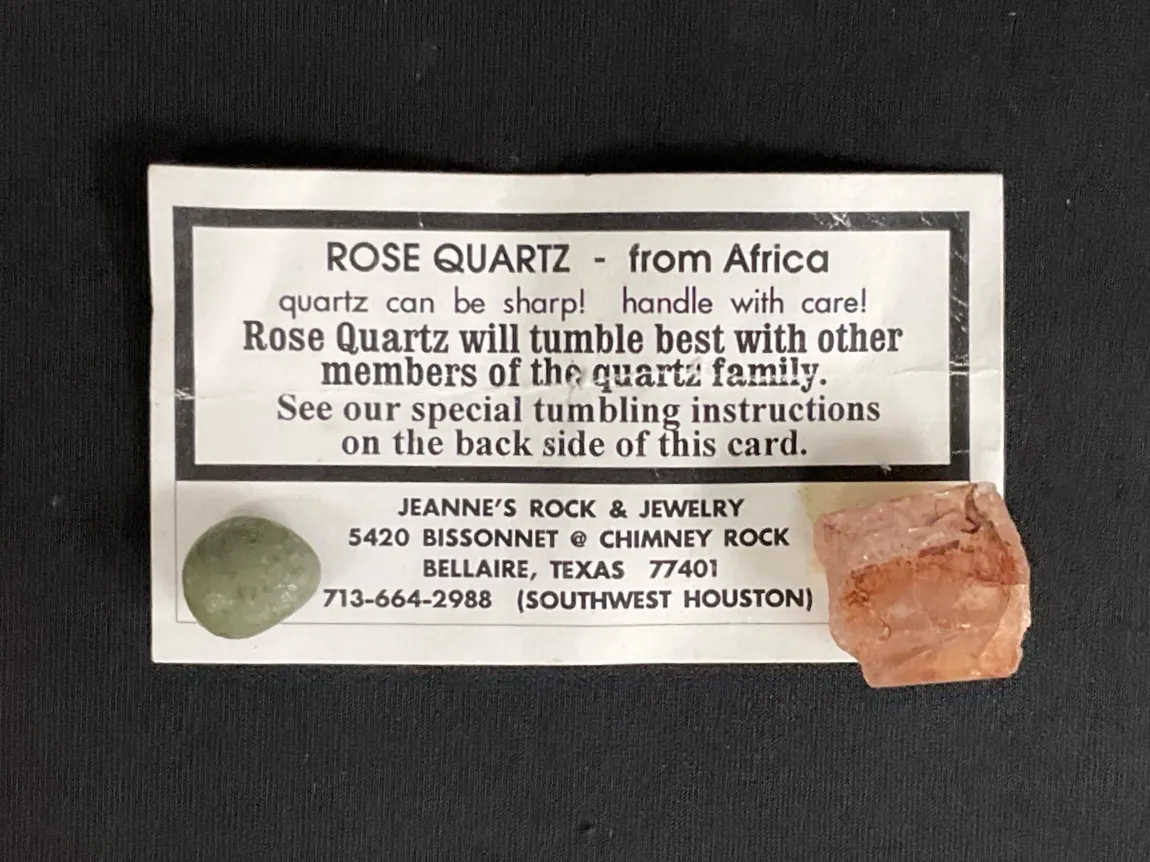 ROSE QUARTZ - from Africa
quartz can be sharp! handle with care!
Rose Quartz will tumble best with other
members of the quartz family.
See our special tumbling instructions
on the back side of this card.
JEANNE'S ROCK & JEWELRY
5420 BISSONNET @ CHIMNEY ROCK
BELLAIRE, TEXAS 77401
713-664-2988 (SOUTHWEST HOUSTON)